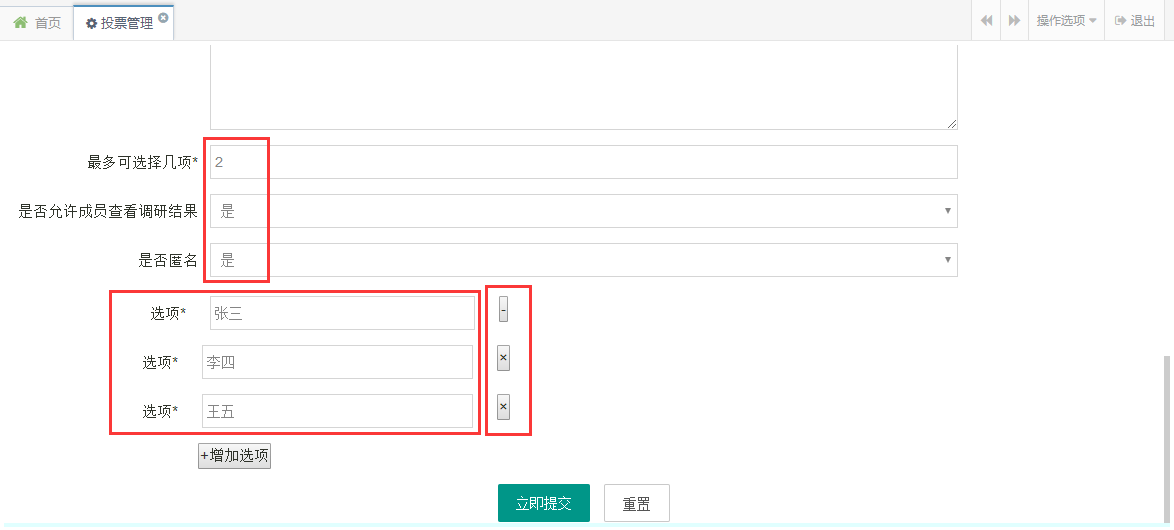 首页 投票管理 操作选项 退出
最多可选择几项* 2
是否允许成员查看调研结果 是
是否匿名 是
选项* 张三 -
选项* 李四 ×
选项* 王五 ×
+增加选项
立即提交 重置